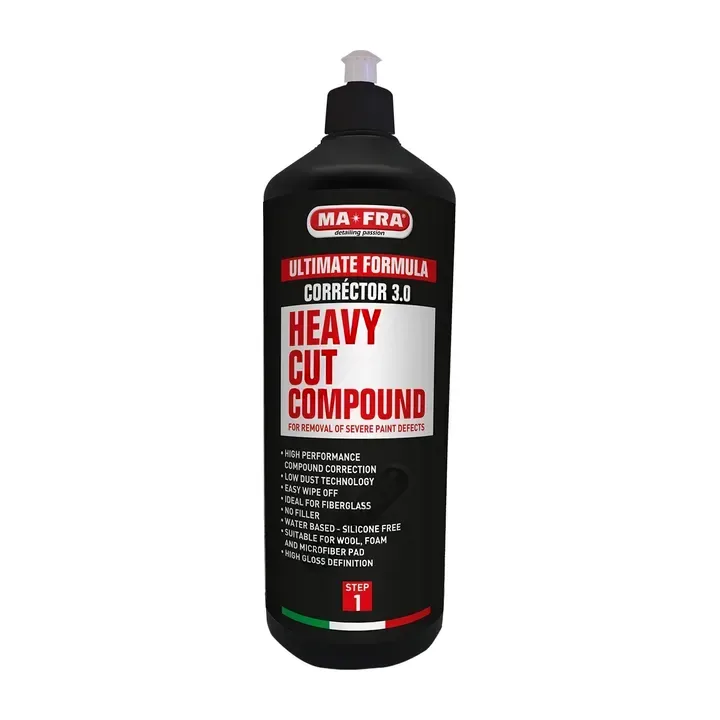 MA★FRA®
detailing passion
ULTIMATE FORMULA
CORRÉCTOR 3.0
HEAVY
CUT
COMPOUND
FOR REMOVAL OF SEVERE PAINT DEFECTS
• HIGH PERFORMANCE
COMPOUND CORRECTION
• LOW DUST TECHNOLOGY
• EASY WIPE OFF
• IDEAL FOR FIBERGLASS
• NO FILLER
• WATER BASED - SILICONE FREE
• SUITABLE FOR WOOL, FOAM
AND MICROFIBER PAD
• HIGH GLOSS DEFINITION
STEP
1